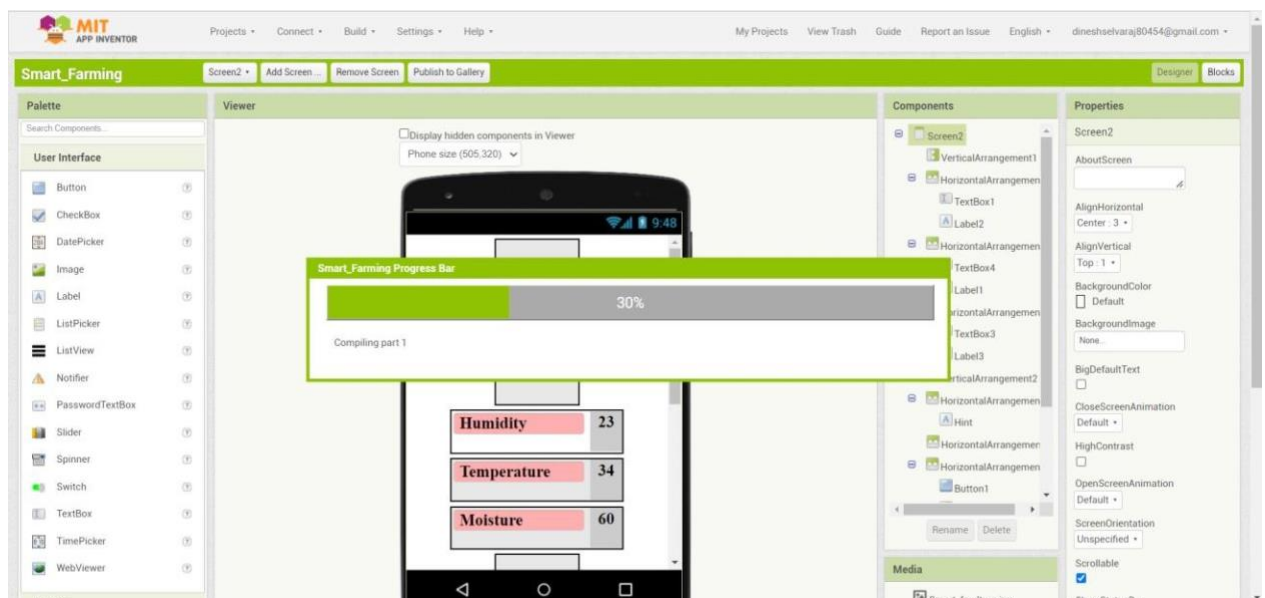 MIT
APP INVENTOR
Projects Connect Build Settings Help
My Projects View Trash Guide Report an Issue English dineshselvaraj80454@gmail.com
Smart_Farming
Screen2 Add Screen ... Remove Screen Publish to Gallery
Designer Blocks
Palette
Search Components...
User Interface
Button
CheckBox
DatePicker
Image
Label
ListPicker
ListView
Notifier
PasswordTextBox
Slider
Spinner
Switch
TextBox
TimePicker
WebViewer
Viewer
Display hidden components in Viewer
Phone size (505,320)
9:48
Smart_Farming Progress Bar
30%
Compiling part 1
Humidity 23
Temperature 34
Moisture 60
Components
Screen2
VerticalArrangement1
HorizontalArrangemen
TextBox1
Label2
HorizontalArrangemen
TextBox4
Label1
orizontalArrangemen
TextBox3
Label3
erticalArrangement2
HorizontalArrangemen
Hint
HorizontalArrangemen
HorizontalArrangemen
Button1
Rename Delete
Media
Properties
Screen2
AboutScreen
AlignHorizontal
Center : 3
AlignVertical
Top : 1
BackgroundColor
Default
BackgroundImage
None...
BigDefaultText
CloseScreenAnimation
Default
HighContrast
OpenScreenAnimation
Default
ScreenOrientation
Unspecified
Scrollable